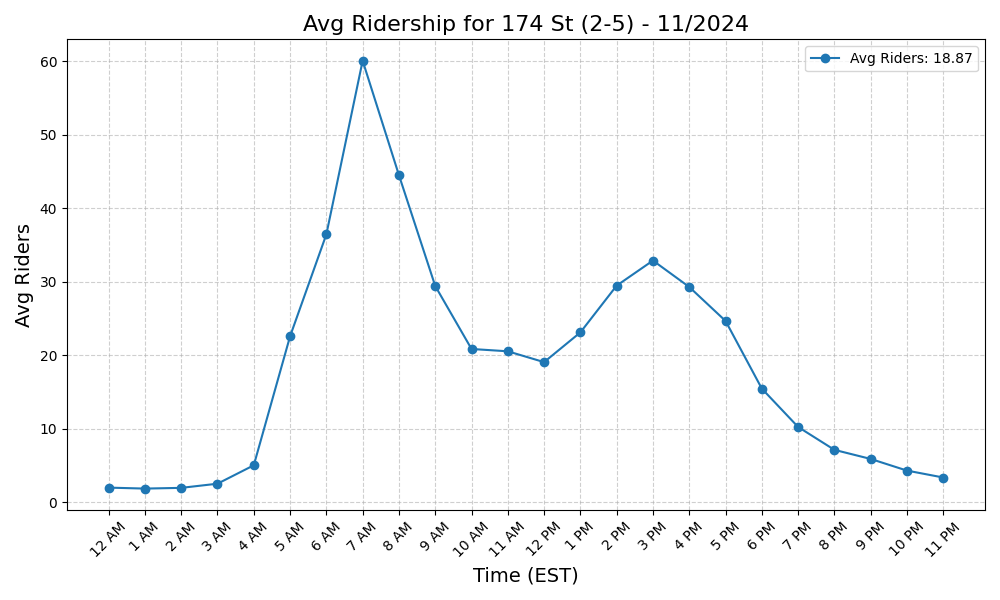 Avg Ridership for 174 St (2-5) - 11/2024
Avg Riders: 18.87
Avg Riders
60
50
40
30
20
10
0
12 AM
1 AM
2 AM
3 AM
4 AM
5 AM
6 AM
7 AM
8 AM
9 AM
10 AM
11 AM
12 PM
1 PM
2 PM
3 PM
4 PM
5 PM
6 PM
7 PM
8 PM
9 PM
10 PM
11 PM
Time (EST)